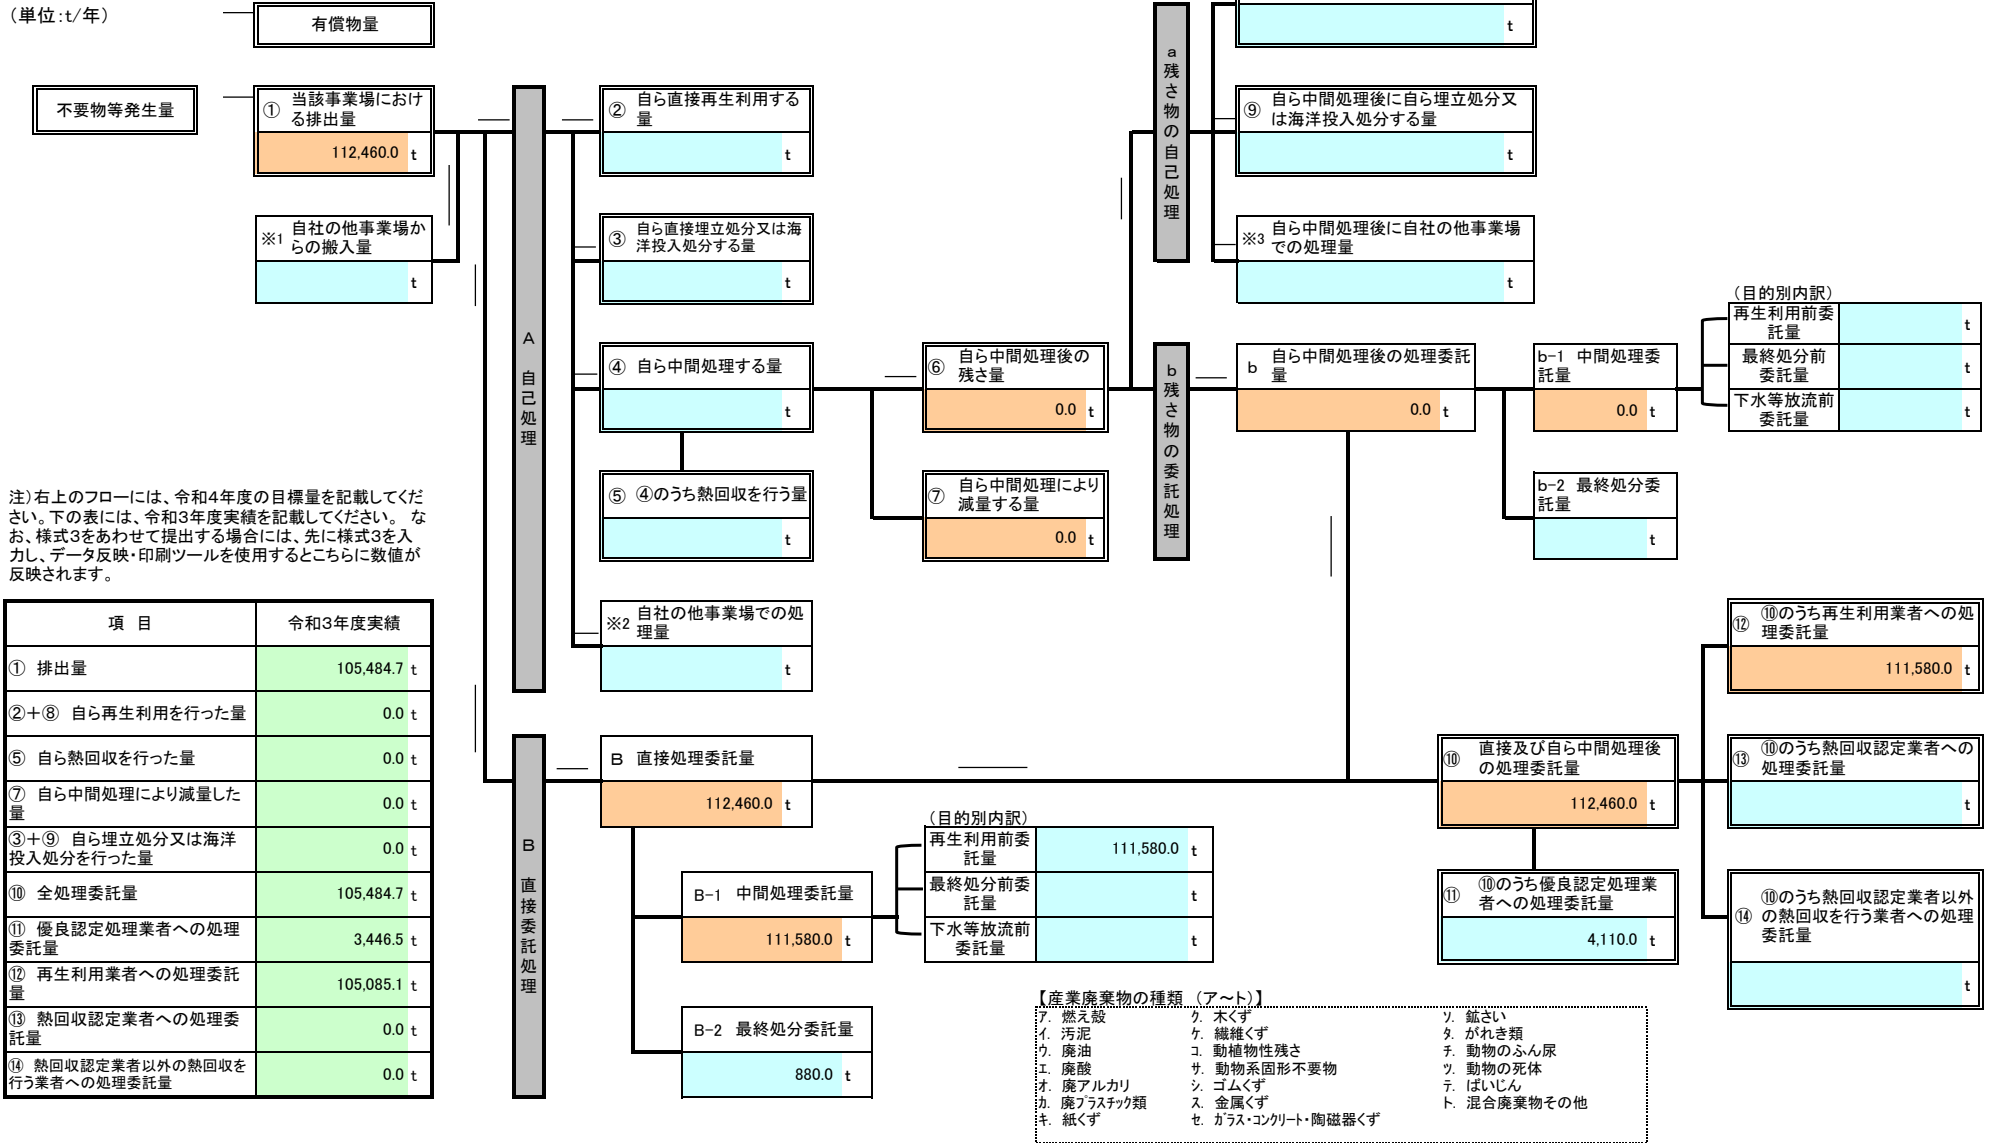 （単位:t/年）
有償物量
t
不要物等発生量
① 当該事業場におけ
る排出量
112,460.0 t
※1 自社の他事業場か
らの搬入量
t
A 自己処理
② 自ら直接再生利用する
量
t
③ 自ら直接埋立処分又は海
洋投入処分する量
t
④ 自ら中間処理する量
t
⑤ ④のうち熱回収を行う量
t
※2 自社の他事業場での処
理量
t
⑥ 自ら中間処理後の
残さ量
0.0 t
⑦ 自ら中間処理により
減量する量
0.0 t
a 残さ物の自己処理
⑨ 自ら中間処理後に自ら埋立処分又
は海洋投入処分する量
t
※3 自ら中間処理後に自社の他事業場
での処理量
t
b 残さ物の委託処理
b 自ら中間処理後の処理委託
量
0.0 t
b-1 中間処理委
託量
0.0 t
b-2 最終処分委
託量
t
（目的別内訳）
再生利用前委
託量
t
最終処分前
委託量
t
下水等放流前
委託量
t
注）右上のフローには、令和4年度の目標量を記載してくだ
さい。下の表には、令和3年度実績を記載してください。 な
お、様式3をあわせて提出する場合には、先に様式3を入
力し、データ反映・印刷ツールを使用するとこちらに数値が
反映されます。
項 目 令和3年度実績
① 排出量 105,484.7 t
②＋⑧ 自ら再生利用を行った量 0.0 t
⑤ 自ら熱回収を行った量 0.0 t
⑦ 自ら中間処理により減量した
量 0.0 t
③＋⑨ 自ら埋立処分又は海洋
投入処分を行った量 0.0 t
⑩ 全処理委託量 105,484.7 t
⑪ 優良認定処理業者への処理
委託量 3,446.5 t
⑫ 再生利用業者への処理委託
量 105,085.1 t
⑬ 熱回収認定業者への処理委
託量 0.0 t
⑭ 熱回収認定業者以外の熱回収を
行う業者への処理委託量 0.0 t
B 直接委託処理
B 直接処理委託量
112,460.0 t
B-1 中間処理委託量
111,580.0 t
B-2 最終処分委託量
880.0 t
（目的別内訳）
再生利用前委
託量
111,580.0 t
最終処分前委
託量
t
下水等放流前
委託量
t
⑩ 直接及び自ら中間処理後
の処理委託量
112,460.0 t
⑪ ⑩のうち優良認定処理業
者への処理委託量
4,110.0 t
⑫ ⑩のうち再生利用業者への処
理委託量
111,580.0 t
⑬ ⑩のうち熱回収認定業者への
処理委託量
t
⑭ ⑩のうち熱回収認定業者以外
の熱回収を行う業者への処理
委託量
t
【産業廃棄物の種類 （ア～ト）】
ア. 燃え殻 ク. 木くず ソ. 鉱さい
イ. 汚泥 ケ. 繊維くず タ. がれき類
ウ. 廃油 コ. 動植物性残さ チ. 動物のふん尿
エ. 廃酸 サ. 動物系固形不要物 ツ. 動物の死体
オ. 廃アルカリ シ. ゴムくず テ. ばいじん
カ. 廃プラスチック類 ス. 金属くず ト. 混合廃棄物その他
キ. 紙くず セ. ガラス・コンクリート・陶磁器くず